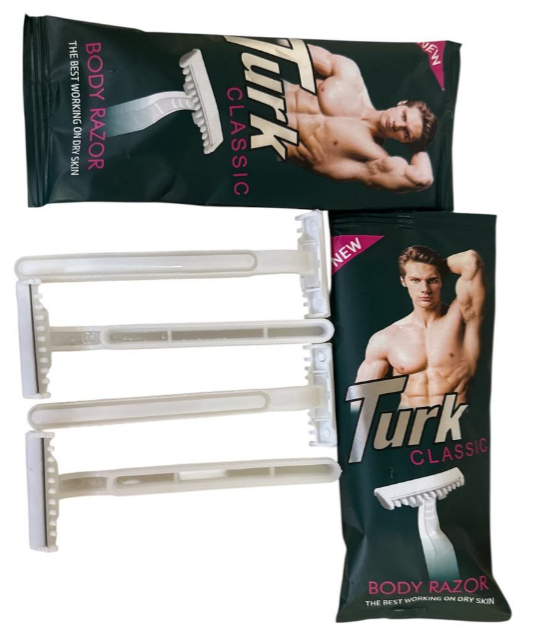 NEW
Turk
CLASSIC
BODY RAZOR
THE BEST WORKING ON DRY SKIN
NEW
Turk
CLASSIC
BODY RAZOR
THE BEST WORKING ON DRY SKIN